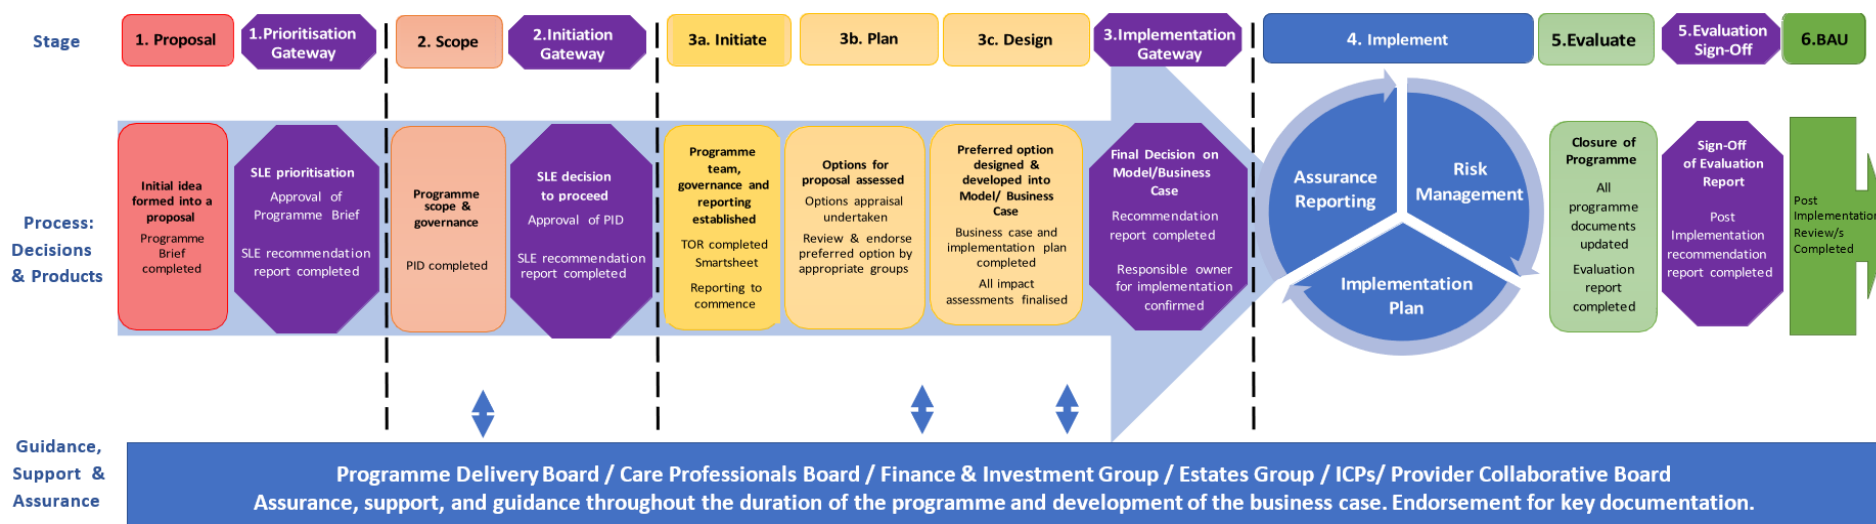 Stage
1. Proposal
1.Prioritisation
Gateway
2. Scope
2.Initiation
Gateway
3a. Initiate
3b. Plan
3c. Design
3.Implementation
Gateway
4. Implement
5.Evaluate
5.Evaluation
Sign-Off
6.BAU
Process:
Decisions
& Products
Initial idea
formed into a
proposal
Programme
Brief
completed
SLE prioritisation
Approval of
Programme Brief
SLE recommendation
report completed
Programme
scope &
governance
PID completed
SLE decision
to proceed
Approval of PID
SLE recommendation
report completed
Programme
team,
governance and
reporting
established
TOR completed
Smartsheet
Reporting to
commence
Options for
proposal assessed
Options appraisal
undertaken
Review & endorse
preferred option by
appropriate groups
Preferred option
designed &
developed into
Model/ Business
Case
Business case and
implementation plan
completed
All impact
assessments finalised
Final Decision on
Model/Business
Case
Recommendation
report completed
Responsible owner
for implementation
confirmed
Assurance
Reporting
Risk
Management
Implementation
Plan
Closure of
Programme
All
programme
documents
updated
Evaluation
report
completed
Sign-Off
of Evaluation
Report
Post
Implementation
recommendation
report completed
Post
Implementation
Review/s
Completed
Guidance,
Support &
Assurance
Programme Delivery Board / Care Professionals Board / Finance & Investment Group / Estates Group / ICPs/ Provider Collaborative Board
Assurance, support, and guidance throughout the duration of the programme and development of the business case. Endorsement for key documentation.